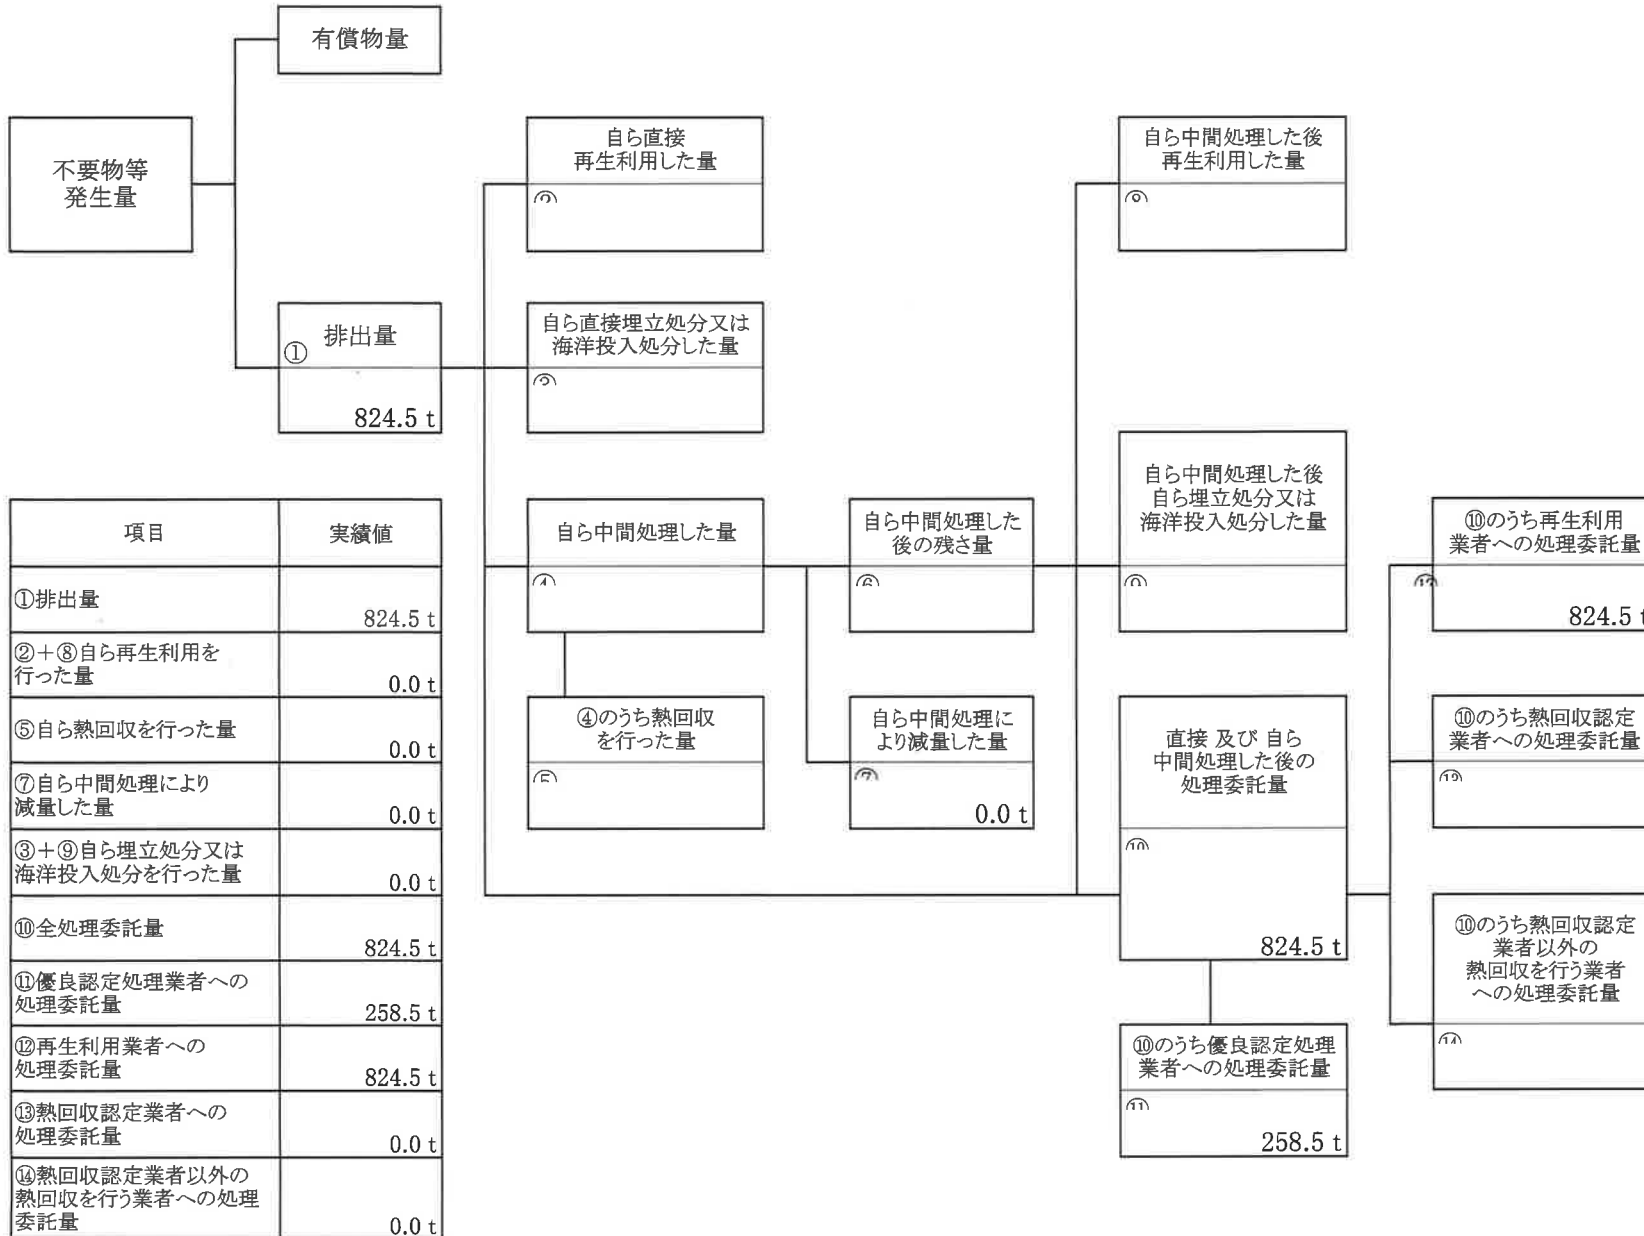 有償物量
不要物等
発生量
自ら直接
再生利用した量
②
自ら中間処理した後
再生利用した量
⑧
排出量
①
824.5 t
自ら直接埋立処分又は
海洋投入処分した量
③
自ら中間処理した量
④
自ら中間処理した
後の残さ量
⑥
自ら中間処理した後
自ら埋立処分又は
海洋投入処分した量
⑨
⑩のうち再生利用
業者への処理委託量
⑫
824.5 t
④のうち熱回収
を行った量
⑤
自ら中間処理に
より減量した量
⑦
0.0 t
直接 及び 自ら
中間処理した後の
処理委託量
⑩
824.5 t
⑩のうち熱回収認定
業者への処理委託量
⑬
⑩のうち熱回収認定
業者以外の
熱回収を行う業者
への処理委託量
⑭
⑩のうち優良認定処理
業者への処理委託量
⑪
258.5 t
項目 実績値
①排出量
824.5 t
②+⑧自ら再生利用を
行った量
0.0 t
⑤自ら熱回収を行った量
0.0 t
⑦自ら中間処理により
減量した量
0.0 t
③+⑨自ら埋立処分又は
海洋投入処分を行った量
0.0 t
⑩全処理委託量
824.5 t
⑪優良認定処理業者への
処理委託量
258.5 t
⑫再生利用業者への
処理委託量
824.5 t
⑬熱回収認定業者への
処理委託量
0.0 t
⑭熱回収認定業者以外の
熱回収を行う業者への処理
委託量
0.0 t